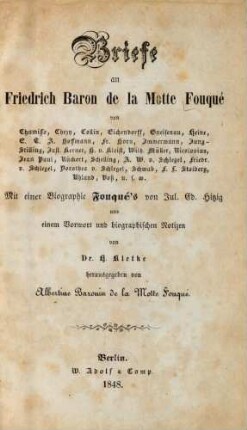 Briefe
an
Friedrich Baron de la Motte Fouqué
von
Chamisso, Chezy, Collin, Eichendorff, Gneisenau, Heine,
E. T. A. Hoffmann, Fr. Horn, Immermann, Jung-
Stilling, Just. Kerner, H. v. Kleist, Wilh. Müller, Nicolovius,
Jean Paul, Rückert, Schelling, A. W. v. Schlegel, Friedr.
v. Schlegel, Dorothea v. Schlegel, Schwab, F. L. Stolberg,
Uhland, Voß, u. s. w.
Mit einer Biographie Fouqué's von Jul. Ed. Hitzig
und
einem Vorwort und biographischen Notizen
von
Dr. H. Kletke
herausgegeben von
Albertine Baronin de la Motte Fouqué.
Berlin.
W. Adolf & Comp.
1848.